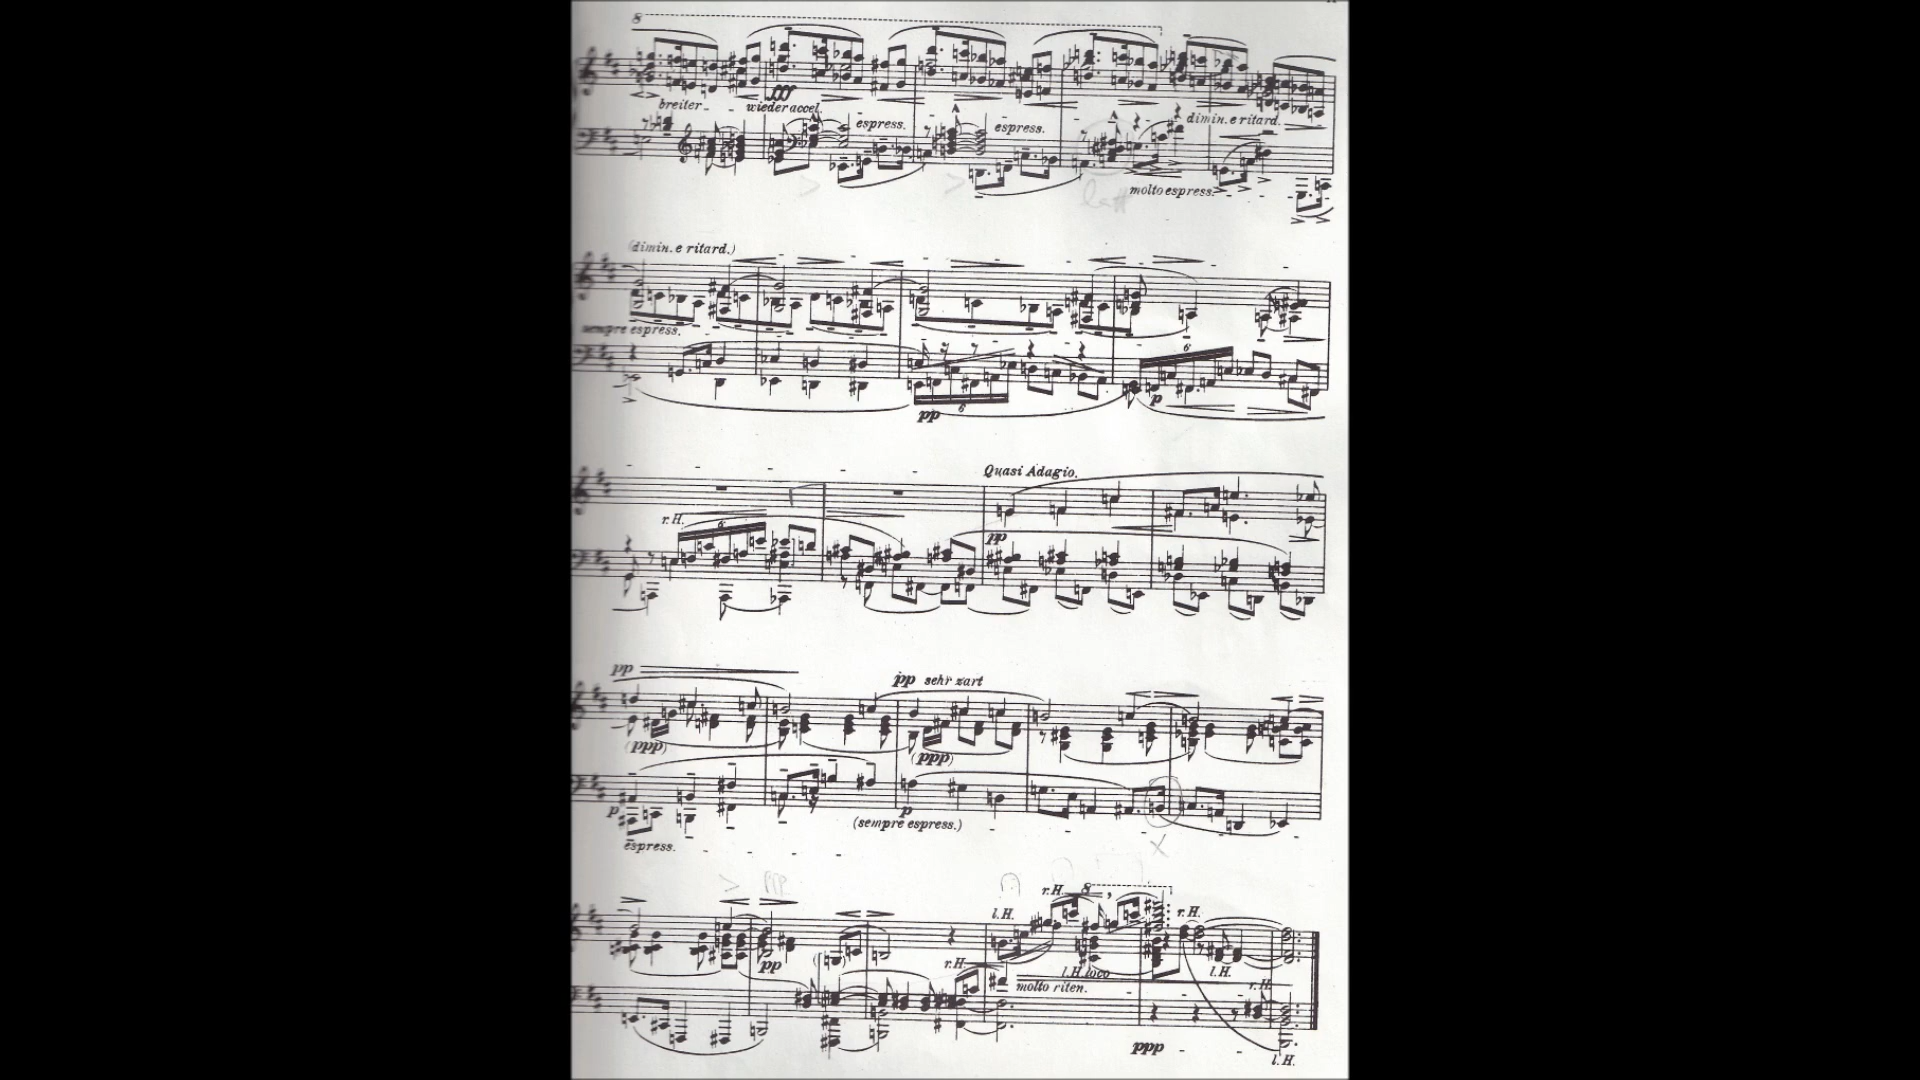 8
breiter
wieder accel.
fff
espress.
espress.
dimin. e ritard.
molto espress.
(dimin. e ritard.)
sempre espress.
6
pp
6
p
Quasi Adagio.
r.H.
6
pp
pp
pp sehr zart
(ppp)
(ppp)
p
p
(sempre espress.)
espress.
x
PPP
r.H. 8
l.H.
r.H.
pp
r.H.
l.H. loco
l.H.
molto riten.
r.H.
ppp
l.H.